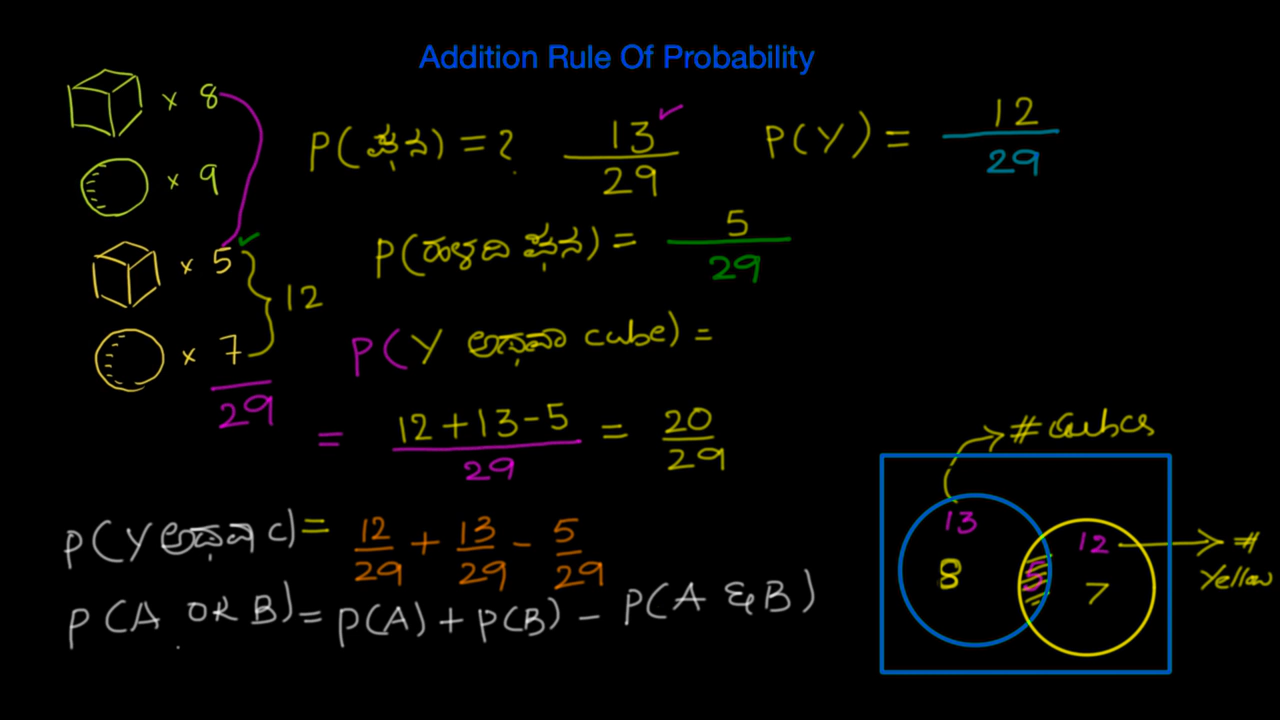 Addition Rule Of Probability
× 8
× 9
× 5 ✓
× 7
29
} 12
P(ಘನ) = ? 13/29 ✓
P(Y) = 12/29
P(ಹಳದಿ ಘನ) = 5/29
P(Y ಅಥವಾ cube) =
= 12+13-5/29 = 20/29
P(Y ಅಥವಾ C) = 12/29 + 13/29 - 5/29
P(A OR B) = P(A) + P(B) - P(A & B)
# Cubes
13
12
8
5
7
# Yellow